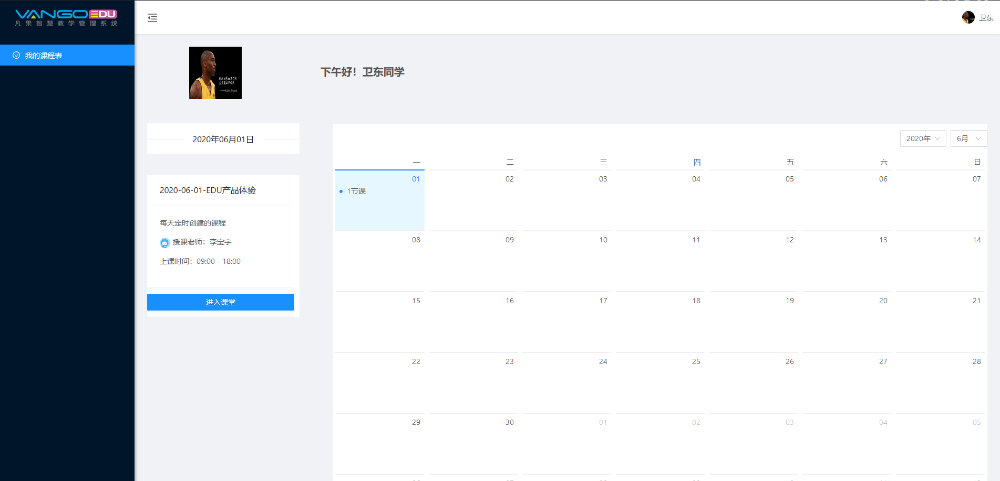 VANGOEDU
凡果智慧教学管理系统
卫东
我的课程表
下午好！卫东同学
——Kobe Bryant
2020年06月01日
2020年 6月
2020-06-01-EDU产品体验
每天定时创建的课程
授课老师：李宝宇
上课时间：09:00 - 18:00
进入课堂
一 二 三 四 五 六 日
01 02 03 04 05 06 07
1节课
08 09 10 11 12 13 14
15 16 17 18 19 20 21
22 23 24 25 26 27 28
29 30 01 02 03 04 05